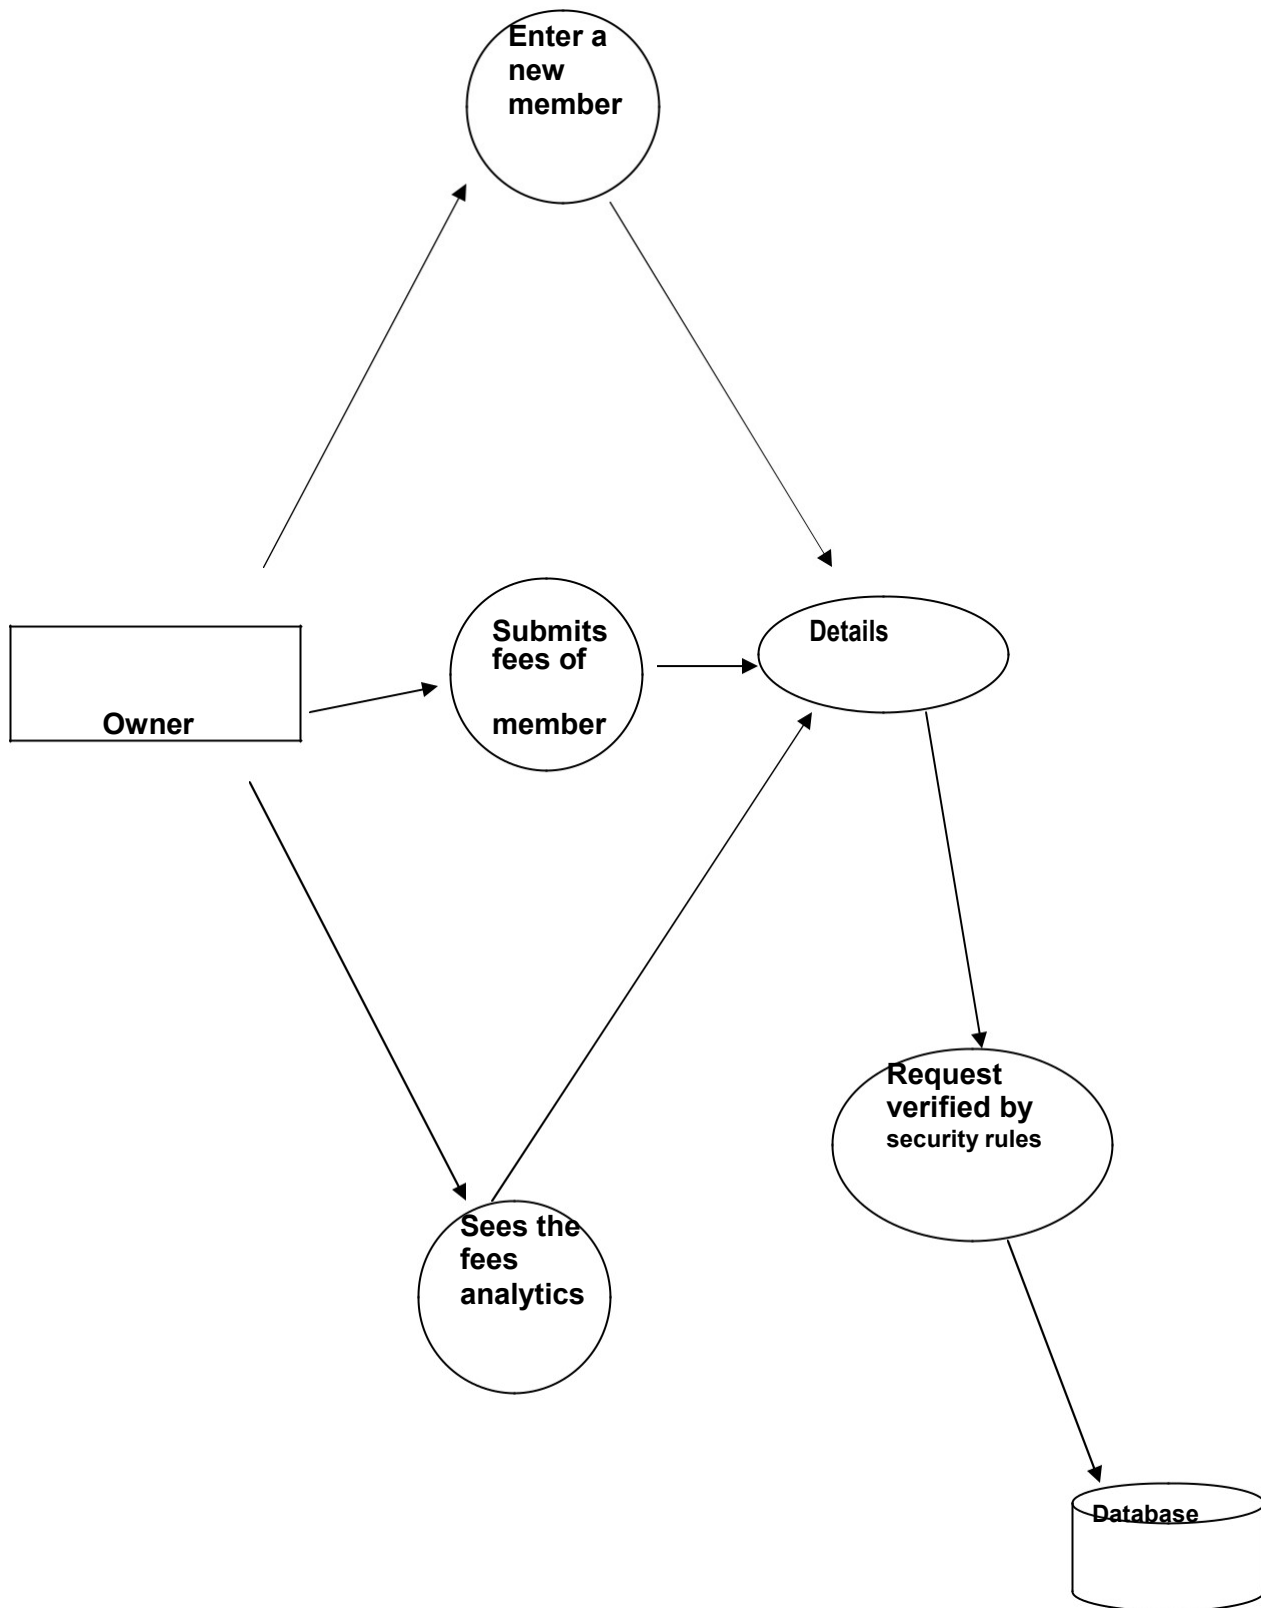 Enter a
new
member
Submits
fees of
member
Details
Owner
Request
verified by
security rules
Sees the
fees
analytics
Database